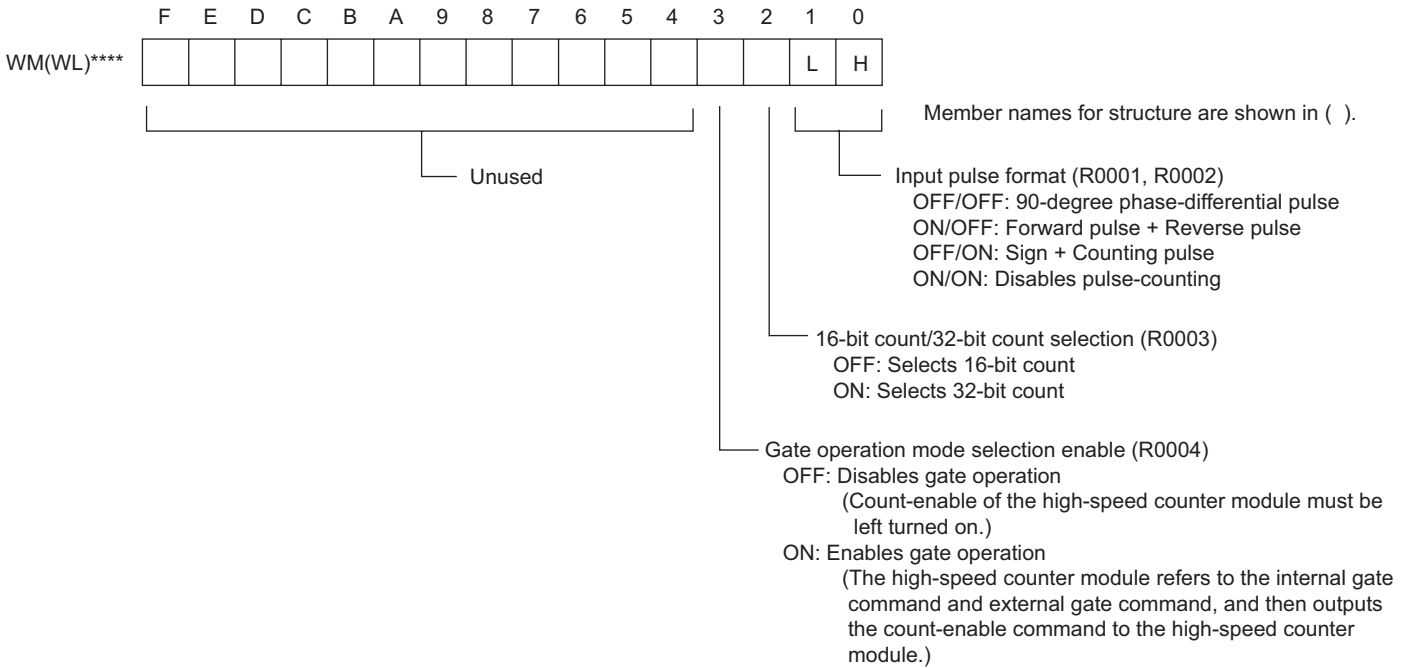 F E D C B A 9 8 7 6 5 4 3 2 1 0
WM(WL)**** L H
Member names for structure are shown in (  ).
Unused
Input pulse format (R0001, R0002)
OFF/OFF: 90-degree phase-differential pulse
ON/OFF: Forward pulse + Reverse pulse
OFF/ON: Sign + Counting pulse
ON/ON: Disables pulse-counting
16-bit count/32-bit count selection (R0003)
OFF: Selects 16-bit count
ON: Selects 32-bit count
Gate operation mode selection enable (R0004)
OFF: Disables gate operation
(Count-enable of the high-speed counter module must be
left turned on.)
ON: Enables gate operation
(The high-speed counter module refers to the internal gate
command and external gate command, and then outputs
the count-enable command to the high-speed counter
module.)